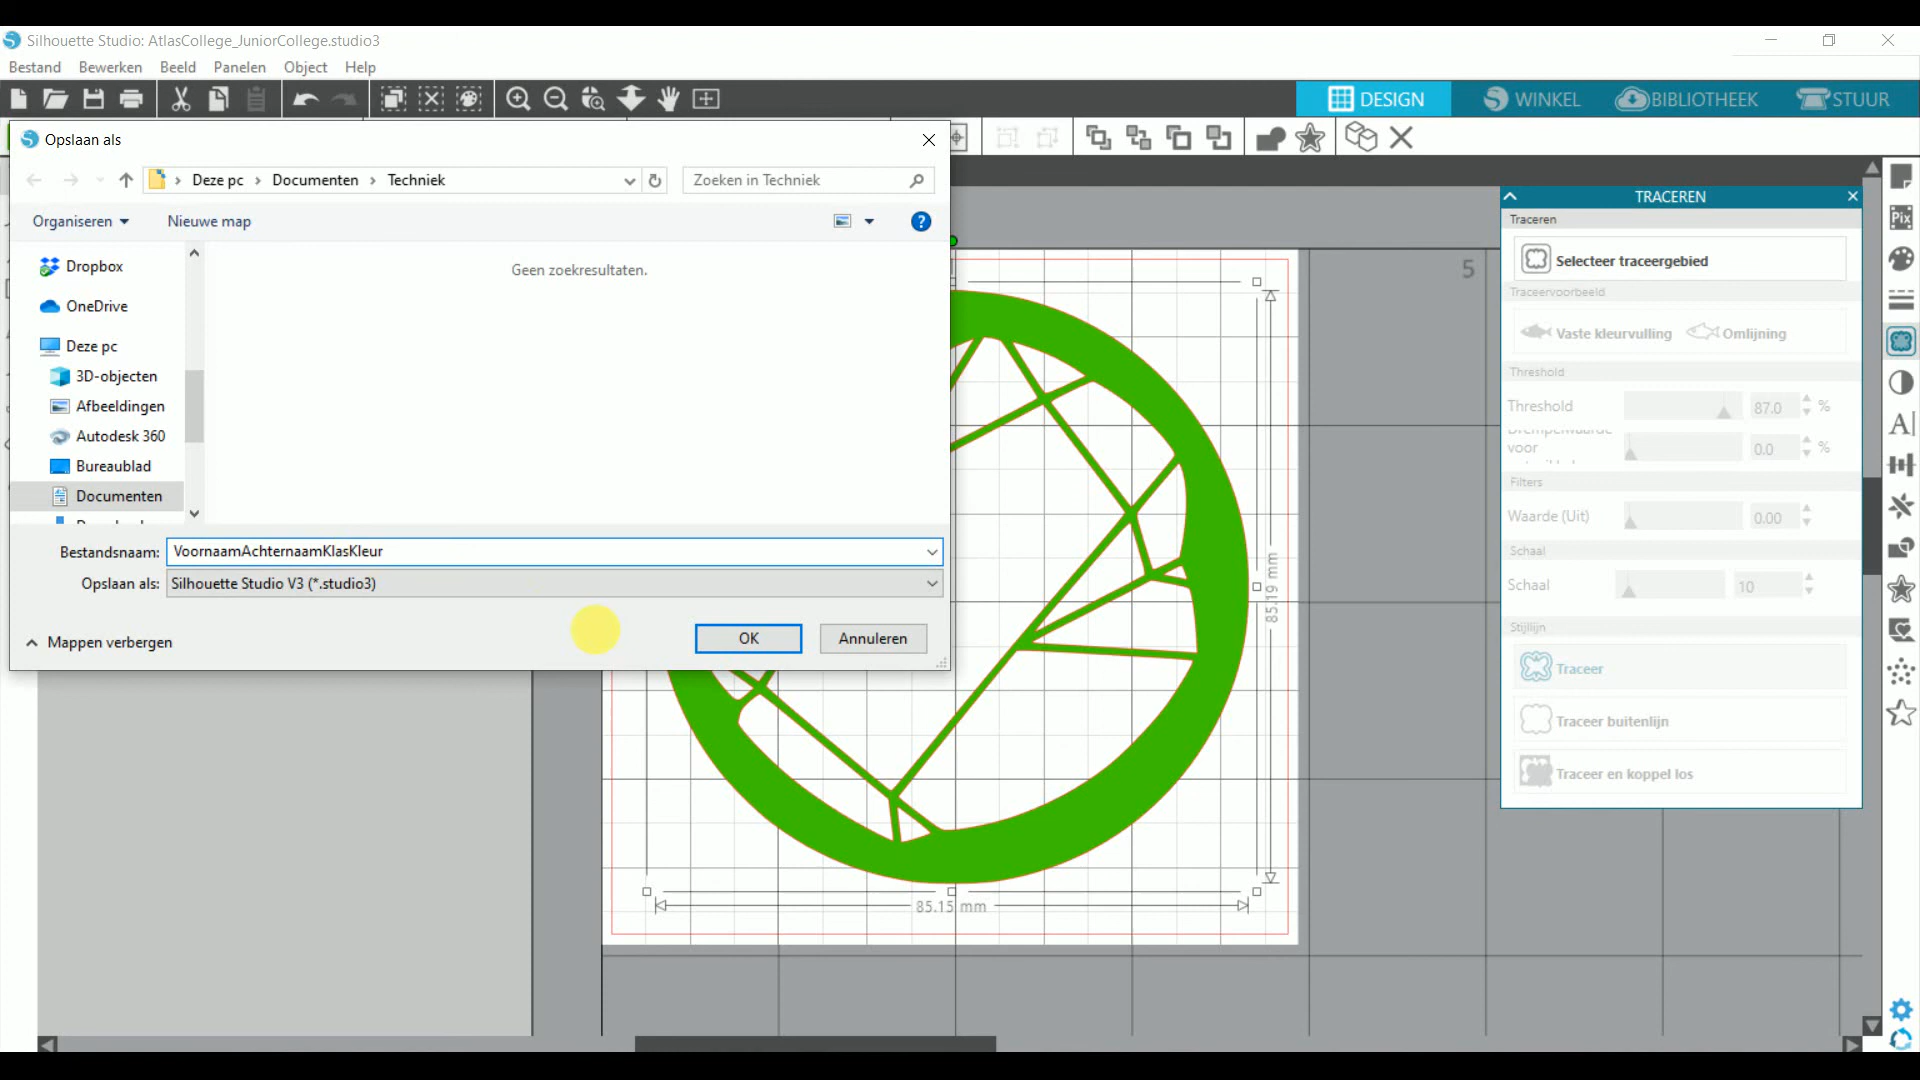 Silhouette Studio: AtlasCollege_JuniorCollege.studio3
Bestand Bewerken Beeld Panelen Object Help
DESIGN WINKEL BIBLIOTHEEK STUUR
Opslaan als
Deze pc › Documenten › Techniek
Zoeken in Techniek
Organiseren Nieuwe map
Dropbox
OneDrive
Deze pc
3D-objecten
Afbeeldingen
Autodesk 360
Bureaublad
Documenten
Geen zoekresultaten.
Bestandsnaam: VoornaamAchternaamKlasKleur
Opslaan als: Silhouette Studio V3 (*.studio3)
Mappen verbergen
OK Annuleren
5
85.19 mm
85.15 mm
TRACEREN
Traceren
Selecteer traceergebied
Traceervoorbeeld
Vaste kleurvulling Omlijning
Threshold
Threshold 87.0 %
voor 0.0 %
Filters
Waarde (Uit) 0.00
Schaal
Schaal 10
Stijllijn
Traceer
Traceer buitenlijn
Traceer en koppel los
Pix
A